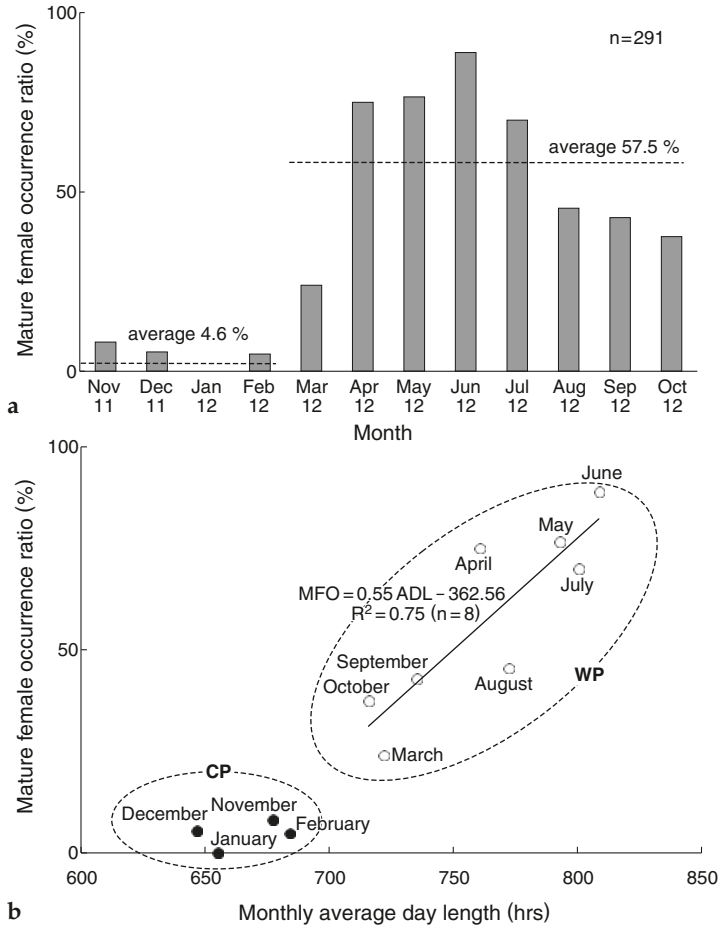 100
n=291
average 57.5 %
50
average 4.6 %
0
Mature female occurrence ratio (%)
Nov Dec Jan Feb Mar Apr May Jun Jul Aug Sep Oct
11 11 12 12 12 12 12 12 12 12 12 12
a
Month
100
June
May
April
July
MFO=0.55 ADL–362.56
R²=0.75 (n=8)
50
September
October
August
WP
March
CP
December
November
January
February
0
Mature female occurrence ratio (%)
600 650 700 750 800 850
b
Monthly average day length (hrs)